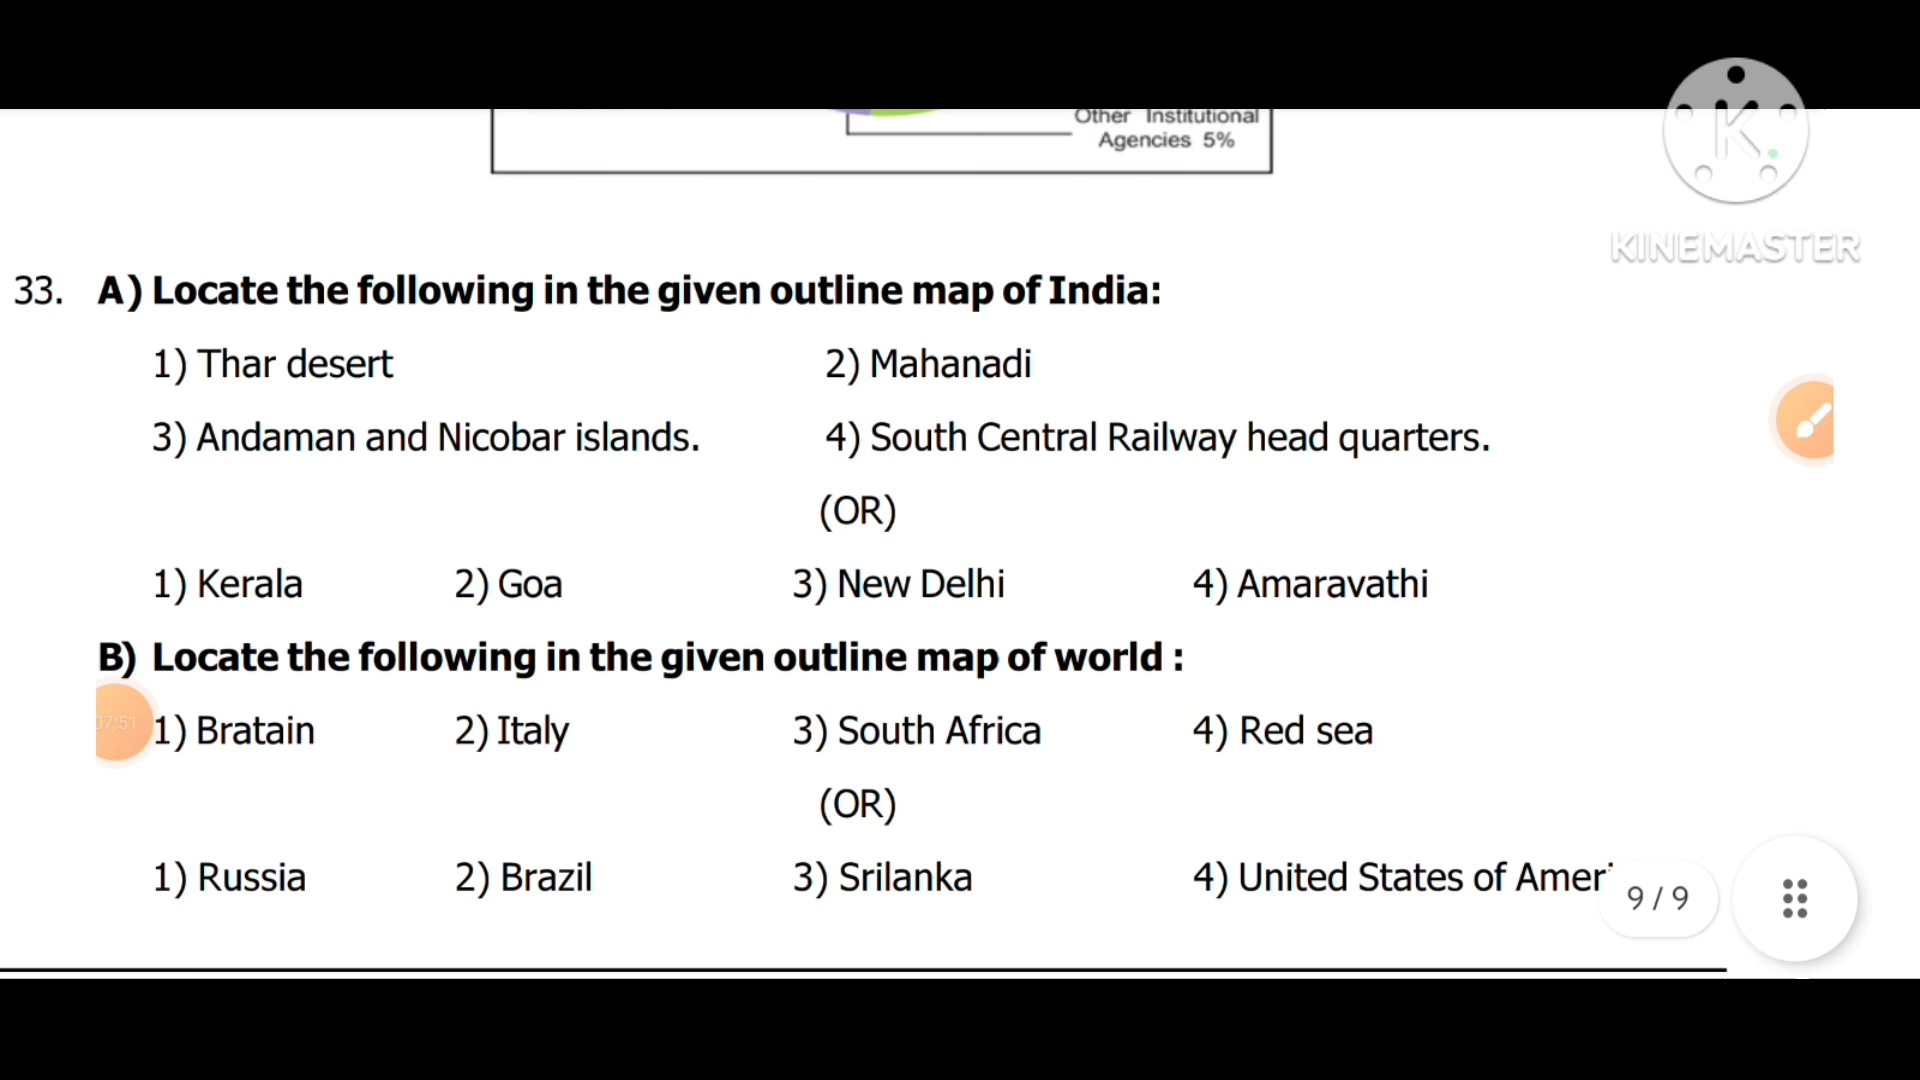 Other Institutional
Agencies 5%
K
KINEMASTER
33. A) Locate the following in the given outline map of India:
1) Thar desert 2) Mahanadi
3) Andaman and Nicobar islands. 4) South Central Railway head quarters.
(OR)
1) Kerala 2) Goa 3) New Delhi 4) Amaravathi
B) Locate the following in the given outline map of world :
07:51
1) Bratain 2) Italy 3) South Africa 4) Red sea
(OR)
1) Russia 2) Brazil 3) Srilanka 4) United States of Ameri
9 / 9